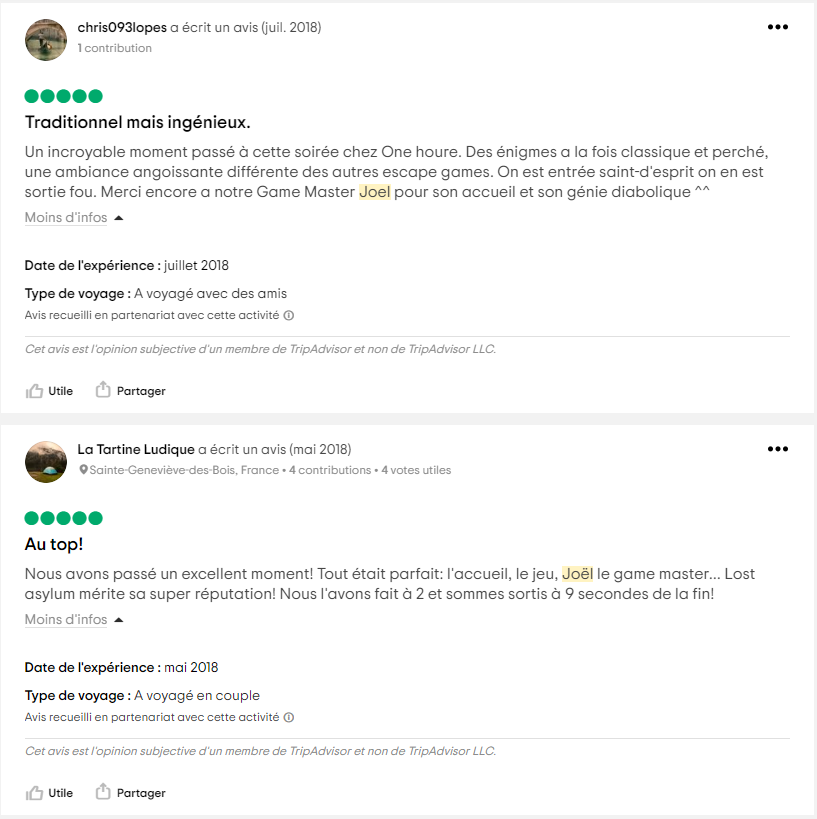 chris093lopes a écrit un avis (juil. 2018)
1 contribution
Traditionnel mais ingénieux.
Un incroyable moment passé à cette soirée chez One houre. Des énigmes a la fois classique et perché,
une ambiance angoissante différente des autres escape games. On est entrée saint-d'esprit on en est
sortie fou. Merci encore a notre Game Master Joel pour son accueil et son génie diabolique ^^
Moins d'infos
Date de l'expérience : juillet 2018
Type de voyage : A voyagé avec des amis
Avis recueilli en partenariat avec cette activité
Cet avis est l'opinion subjective d'un membre de TripAdvisor et non de TripAdvisor LLC.
Utile Partager
La Tartine Ludique a écrit un avis (mai 2018)
Sainte-Geneviève-des-Bois, France • 4 contributions • 4 votes utiles
Au top!
Nous avons passé un excellent moment! Tout était parfait: l'accueil, le jeu, Joël le game master... Lost
asylum mérite sa super réputation! Nous l'avons fait à 2 et sommes sortis à 9 secondes de la fin!
Moins d'infos
Date de l'expérience : mai 2018
Type de voyage : A voyagé en couple
Avis recueilli en partenariat avec cette activité
Cet avis est l'opinion subjective d'un membre de TripAdvisor et non de TripAdvisor LLC.
Utile Partager